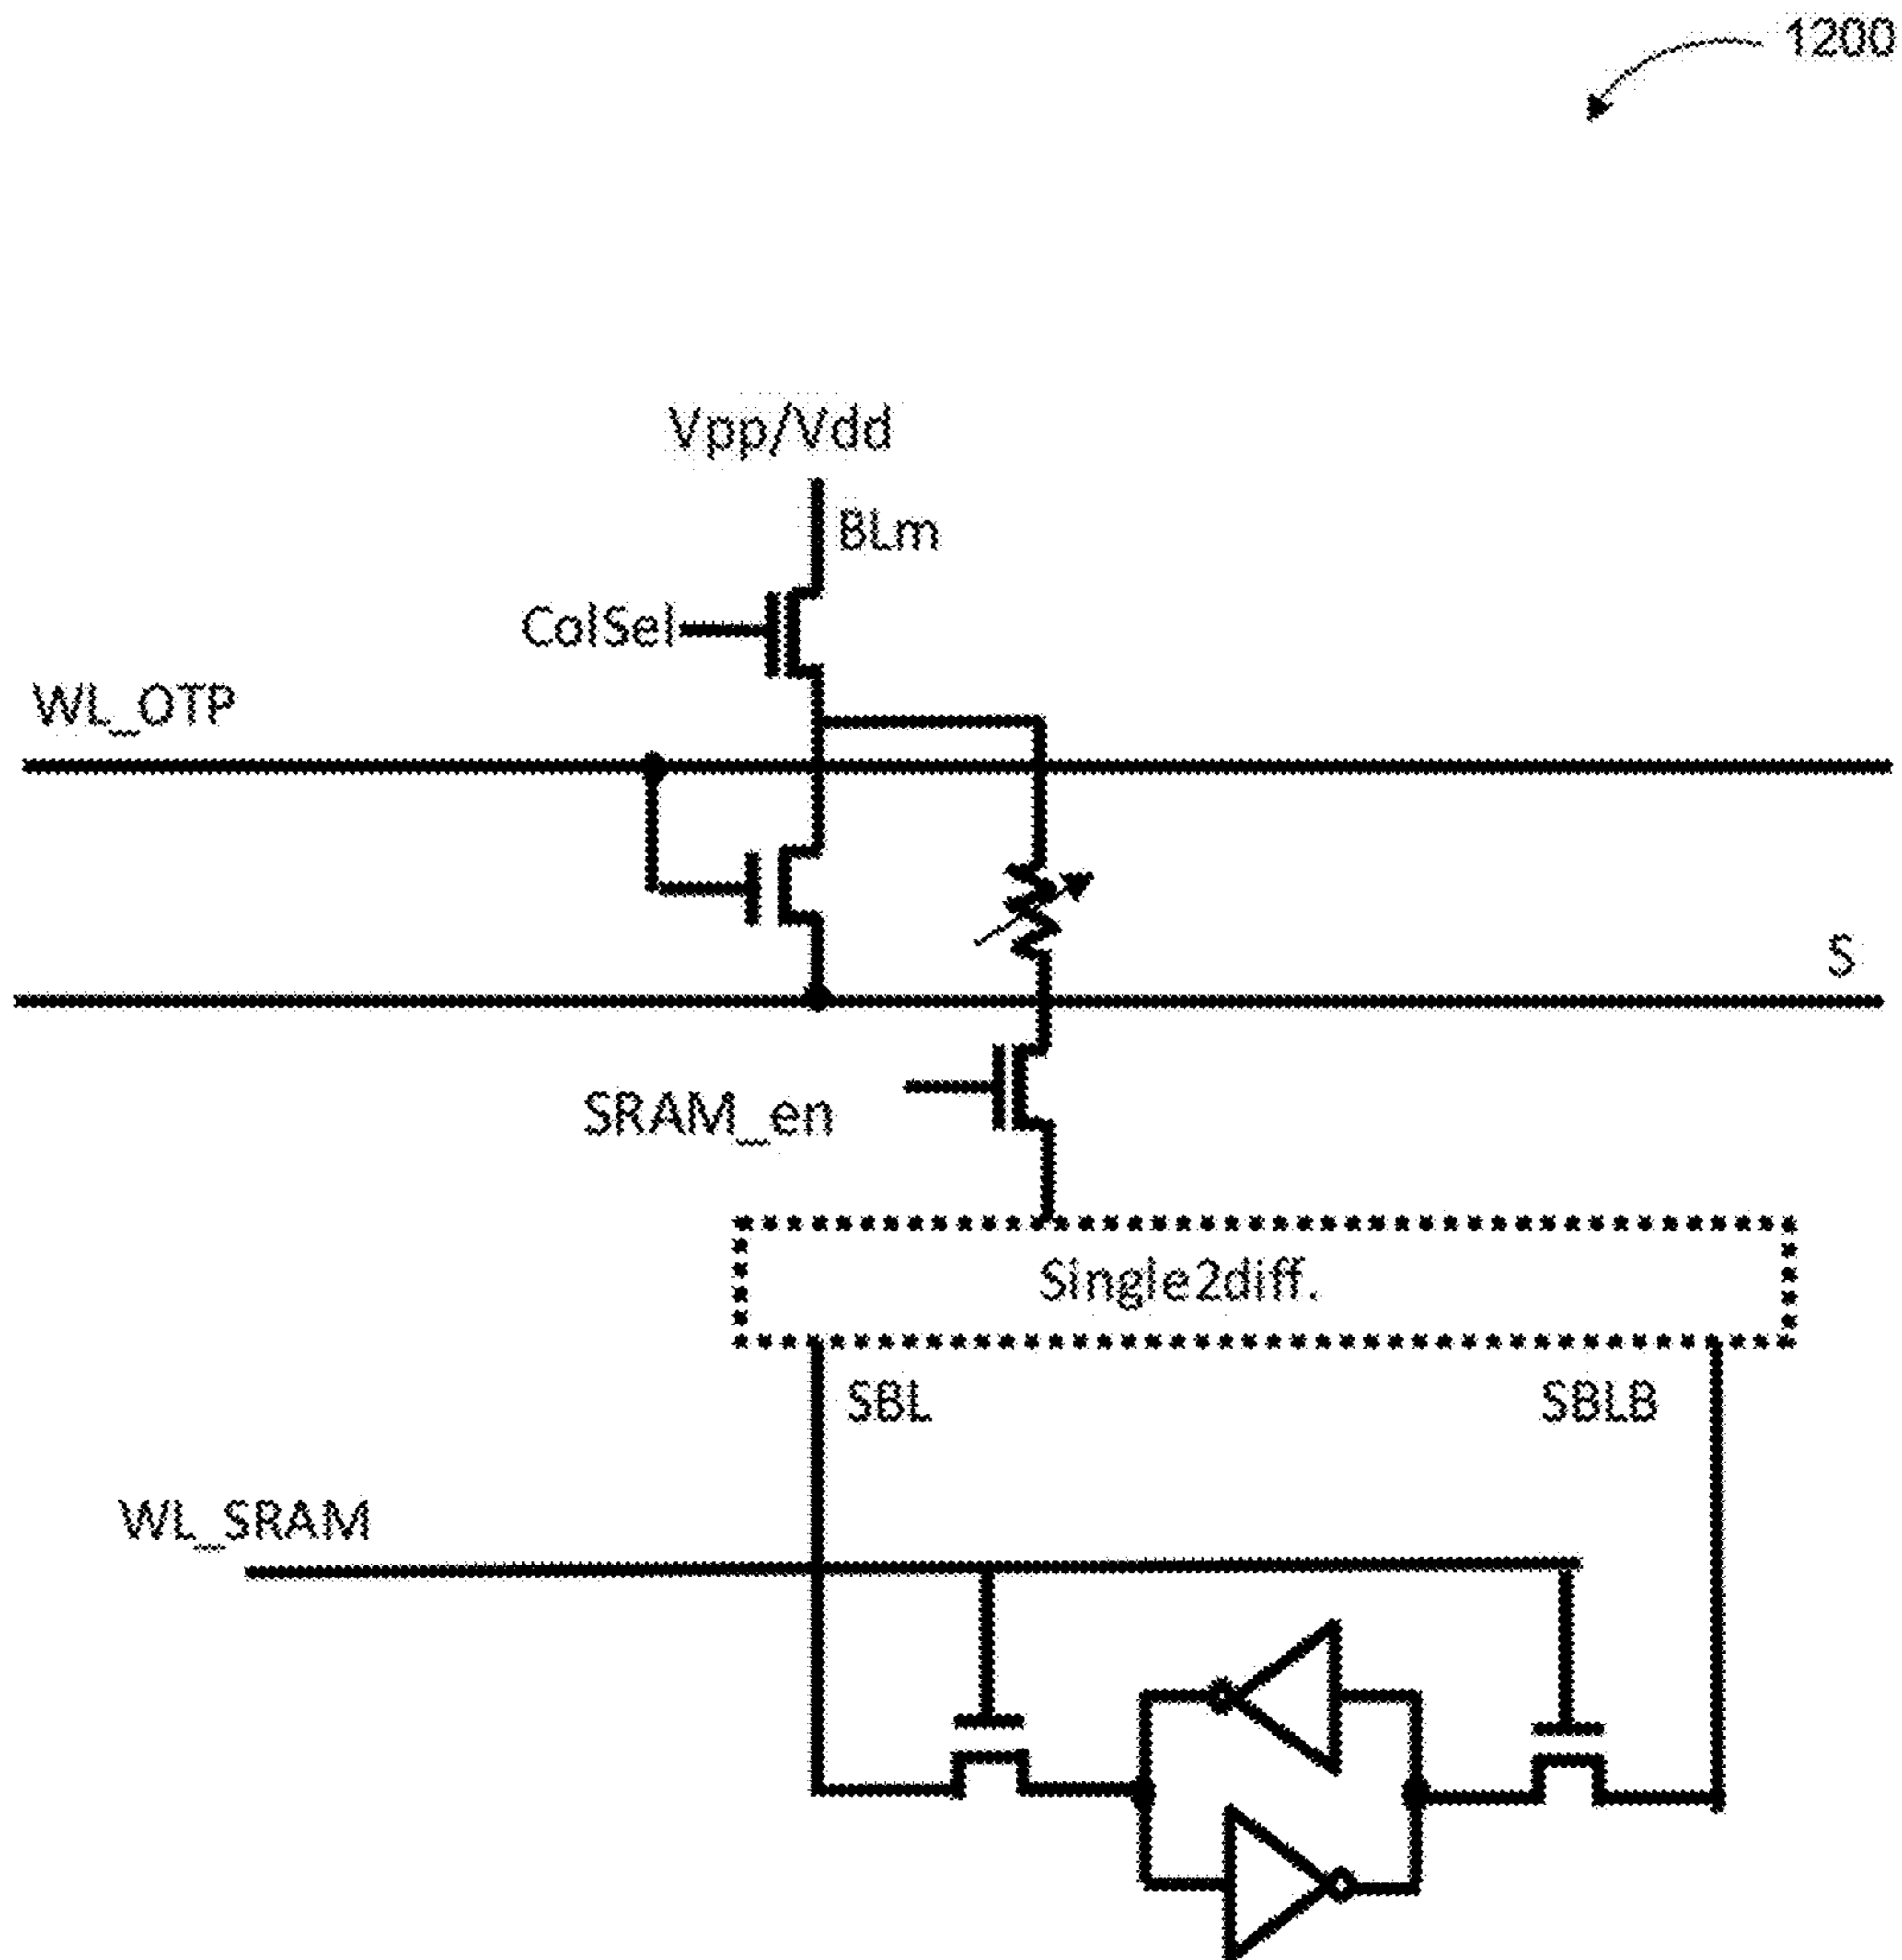 1200
Vpp/Vdd
BLm
ColSel
WL_OTP
S
SRAM_en
Single2diff.
SBL
SBLB
WL_SRAM